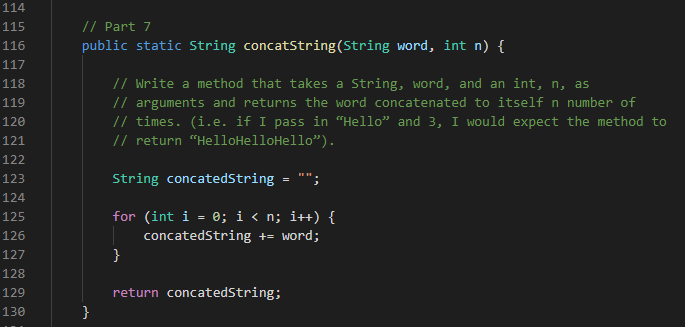 114
115 // Part 7
116 public static String concatString(String word, int n) {
117
118 // Write a method that takes a String, word, and an int, n, as
119 // arguments and returns the word concatenated to itself n number of
120 // times. (i.e. if I pass in “Hello” and 3, I would expect the method to
121 // return “HelloHelloHello”).
122
123 String concatedString = "";
124
125 for (int i = 0; i < n; i++) {
126 concatedString += word;
127 }
128
129 return concatedString;
130 }